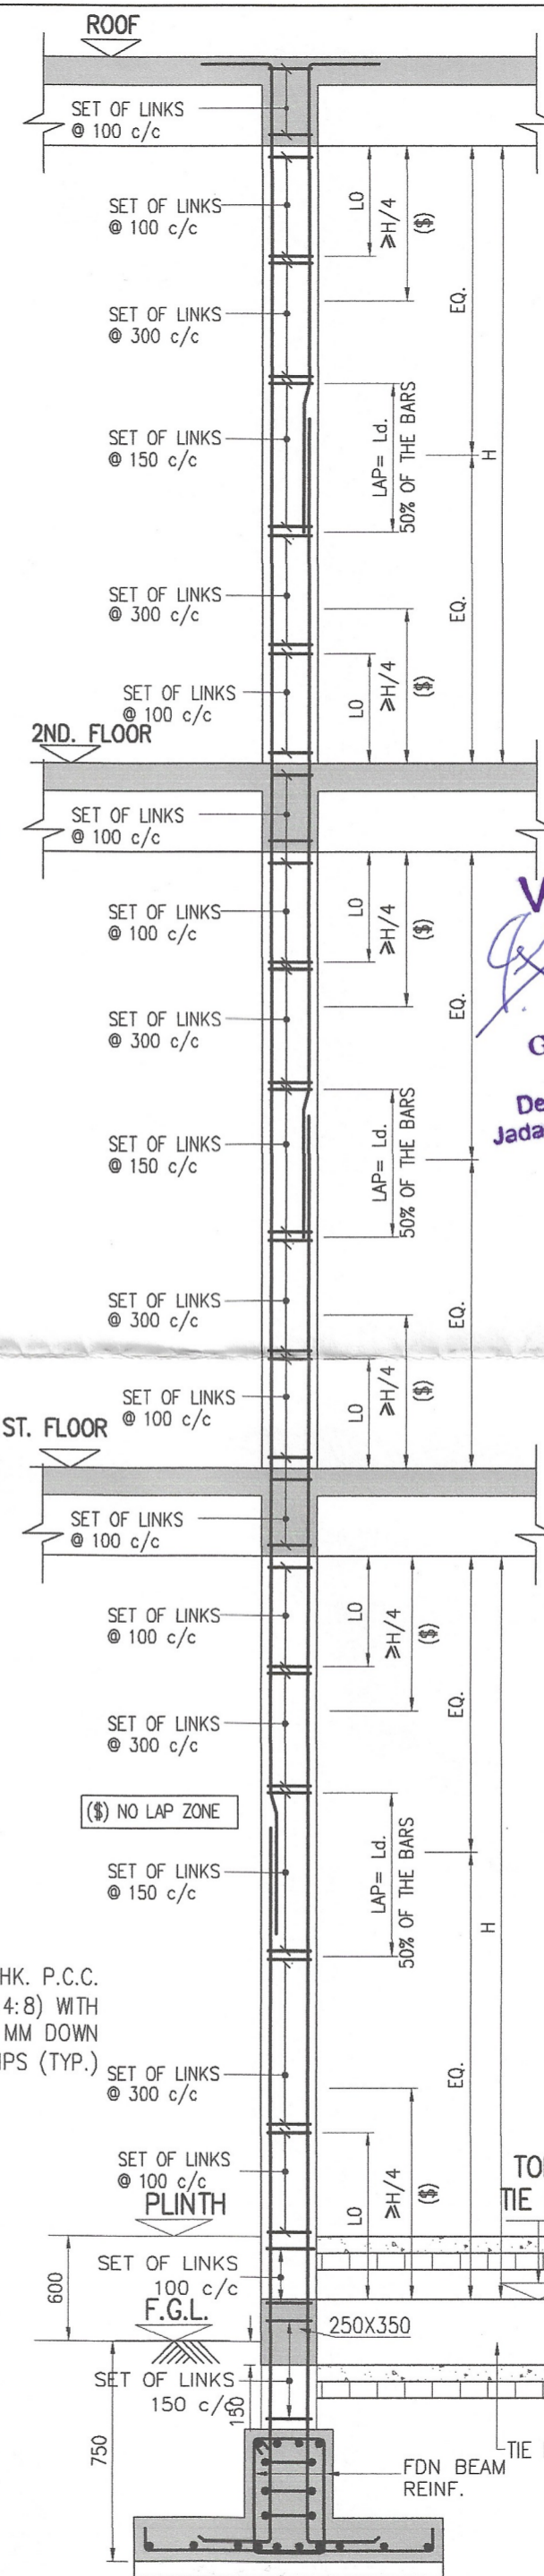 ROOF
SET OF LINKS
@ 100 c/c
SET OF LINKS
@ 100 c/c
LO
≥H/4
($)
SET OF LINKS
@ 300 c/c
EQ.
SET OF LINKS
@ 150 c/c
LAP= Ld.
50% OF THE BARS
H
SET OF LINKS
@ 300 c/c
EQ.
SET OF LINKS
@ 100 c/c
LO
≥H/4
($)
2ND. FLOOR
SET OF LINKS
@ 100 c/c
SET OF LINKS
@ 100 c/c
LO
≥H/4
($)
V
SET OF LINKS
@ 300 c/c
EQ.
G
De
Jada
SET OF LINKS
@ 150 c/c
LAP= Ld.
50% OF THE BARS
SET OF LINKS
@ 300 c/c
EQ.
SET OF LINKS
@ 100 c/c
LO
≥H/4
($)
ST. FLOOR
SET OF LINKS
@ 100 c/c
SET OF LINKS
@ 100 c/c
LO
≥H/4
($)
SET OF LINKS
@ 300 c/c
EQ.
($) NO LAP ZONE
SET OF LINKS
@ 150 c/c
LAP= Ld.
50% OF THE BARS
H
HK. P.C.C.
4:8) WITH
MM DOWN
IPS (TYP.)
SET OF LINKS
@ 300 c/c
EQ.
SET OF LINKS
@ 100 c/c
LO
≥H/4
($)
PLINTH
TO
TIE
SET OF LINKS
100 c/c
600
F.G.L.
250X350
SET OF LINKS
150 c/c
150
750
TIE
FDN BEAM
REINF.